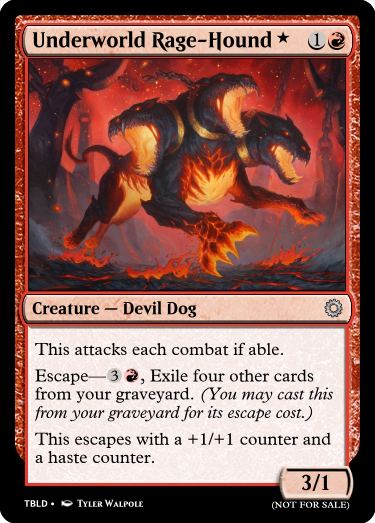 Underworld Rage-Hound ★ 1
Creature — Devil Dog
This attacks each combat if able.
Escape—3, Exile four other cards
from your graveyard. (You may cast this
from your graveyard for its escape cost.)
This escapes with a +1/+1 counter and
a haste counter.
3/1
TBLD • Tyler Walpole
(NOT FOR SALE)